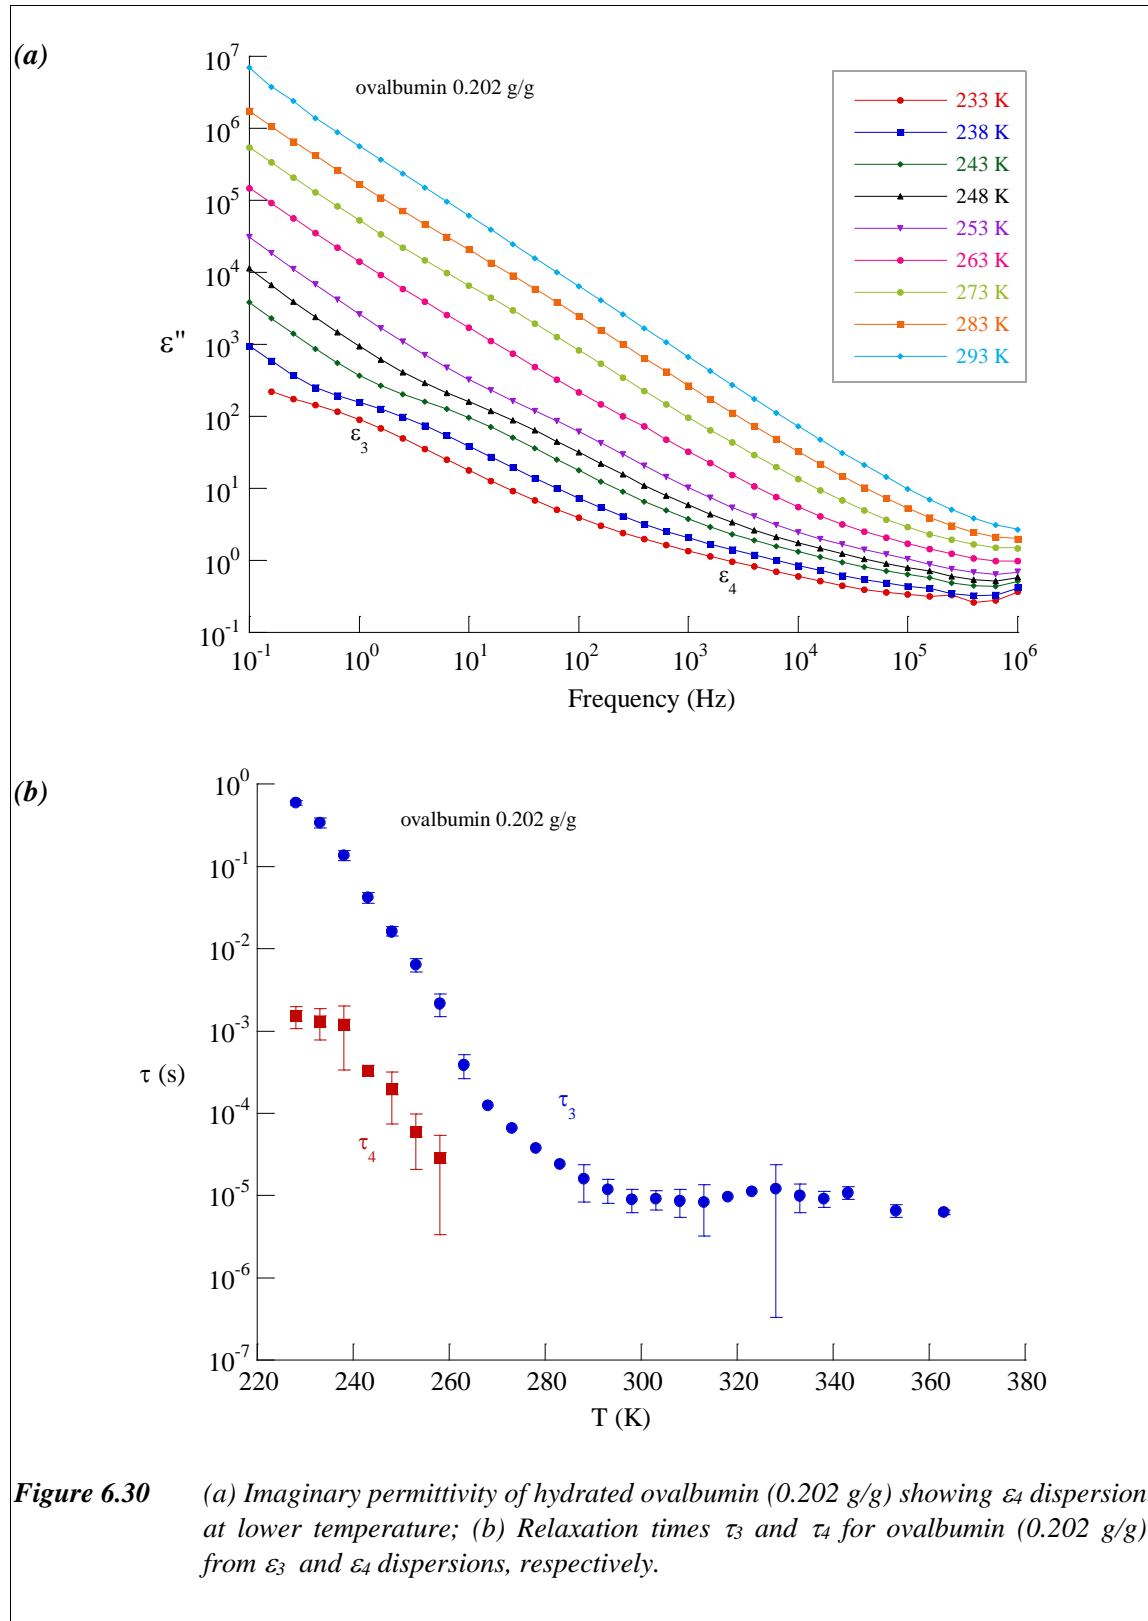 (a)
ovalbumin 0.202 g/g
10^7
10^6
10^5
10^4
10^3
10^2
10^1
10^0
10^-1
ε"
ε_3
ε_4
233 K
238 K
243 K
248 K
253 K
263 K
273 K
283 K
293 K
10^-1 10^0 10^1 10^2 10^3 10^4 10^5 10^6
Frequency (Hz)
(b)
ovalbumin 0.202 g/g
10^0
10^-1
10^-2
10^-3
10^-4
10^-5
10^-6
10^-7
τ (s)
τ_3
τ_4
220 240 260 280 300 320 340 360 380
T (K)
Figure 6.30 (a) Imaginary permittivity of hydrated ovalbumin (0.202 g/g) showing ε4 dispersion
at lower temperature; (b) Relaxation times τ3 and τ4 for ovalbumin (0.202 g/g)
from ε3 and ε4 dispersions, respectively.